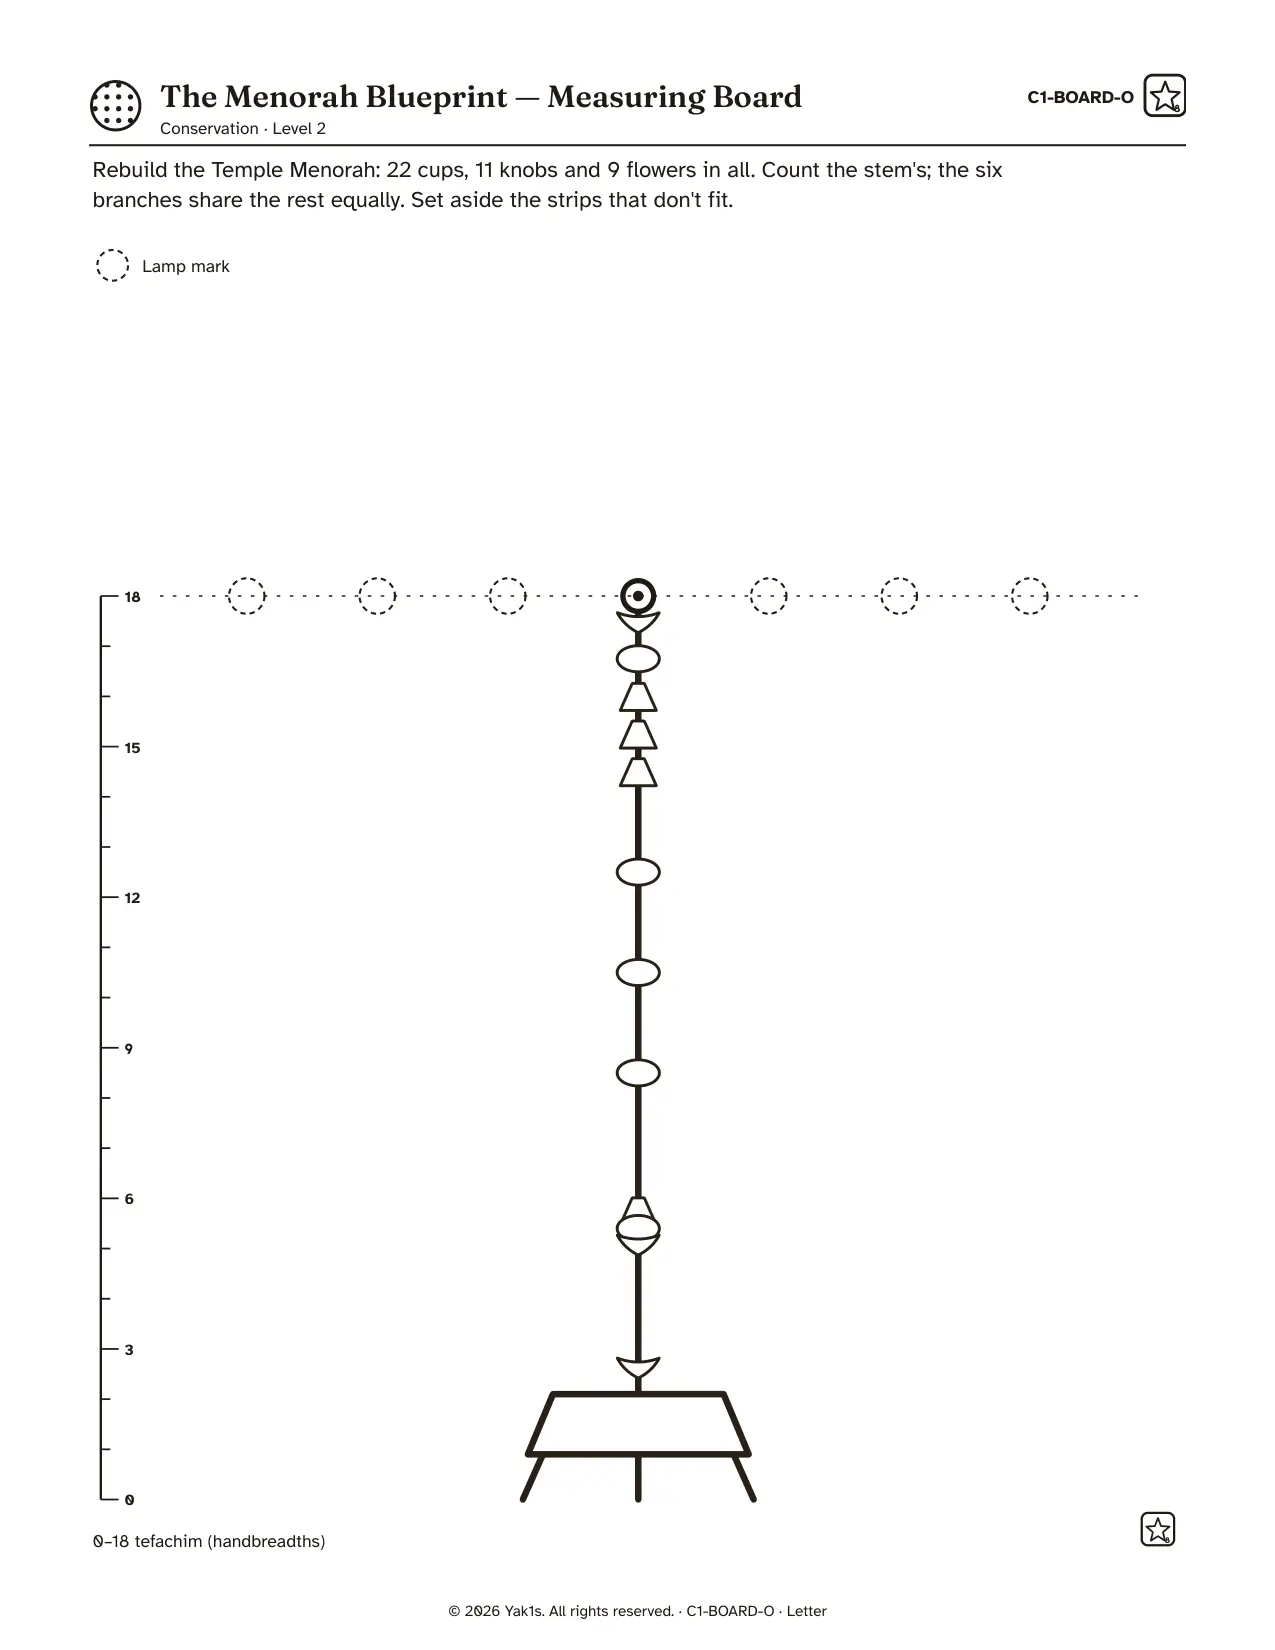 The Menorah Blueprint — Measuring Board
C1-BOARD-O
Conservation · Level 2
Rebuild the Temple Menorah: 22 cups, 11 knobs and 9 flowers in all. Count the stem's; the six
branches share the rest equally. Set aside the strips that don't fit.
Lamp mark
18
15
12
9
6
3
0
0–18 tefachim (handbreadths)
© 2026 Yak1s. All rights reserved. · C1-BOARD-O · Letter